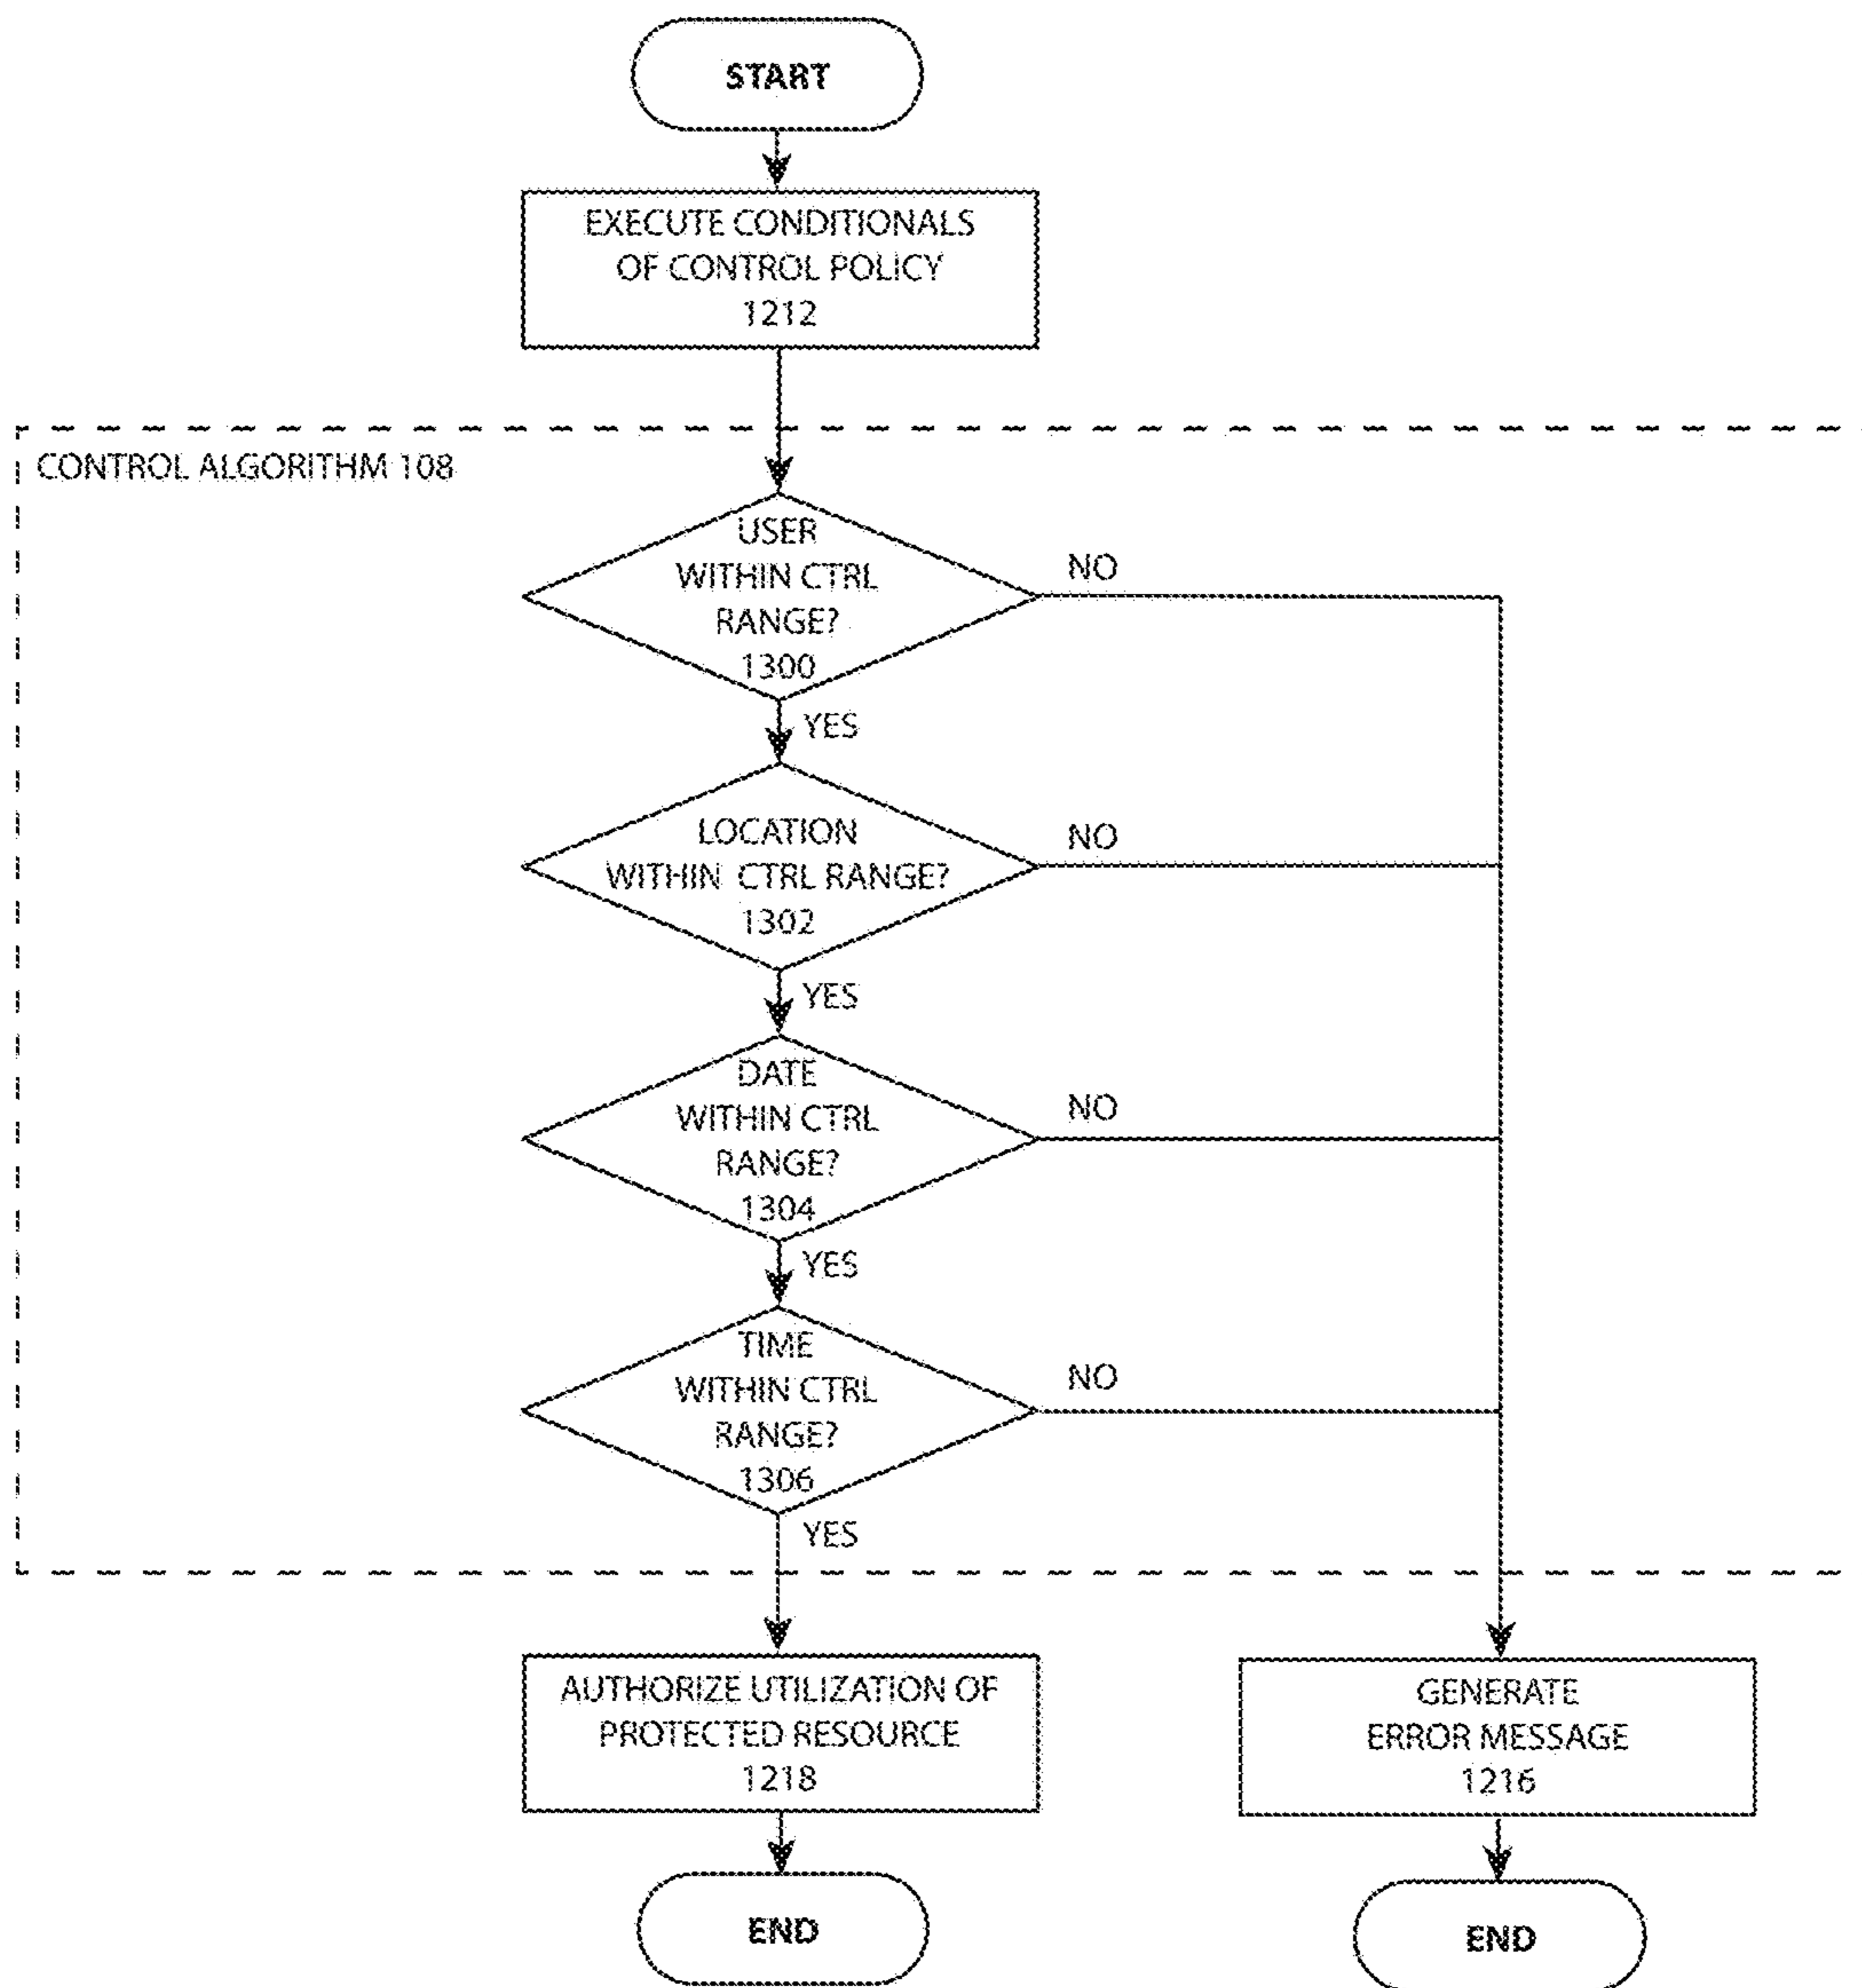 START
EXECUTE CONDITIONALS
OF CONTROL POLICY
1212
CONTROL ALGORITHM 108
USER
WITHIN CTRL
RANGE?
1300
NO
YES
LOCATION
WITHIN CTRL RANGE?
1302
NO
YES
DATE
WITHIN CTRL
RANGE?
1304
NO
YES
TIME
WITHIN CTRL
RANGE?
1306
NO
YES
AUTHORIZE UTILIZATION OF
PROTECTED RESOURCE
1218
GENERATE
ERROR MESSAGE
1216
END
END